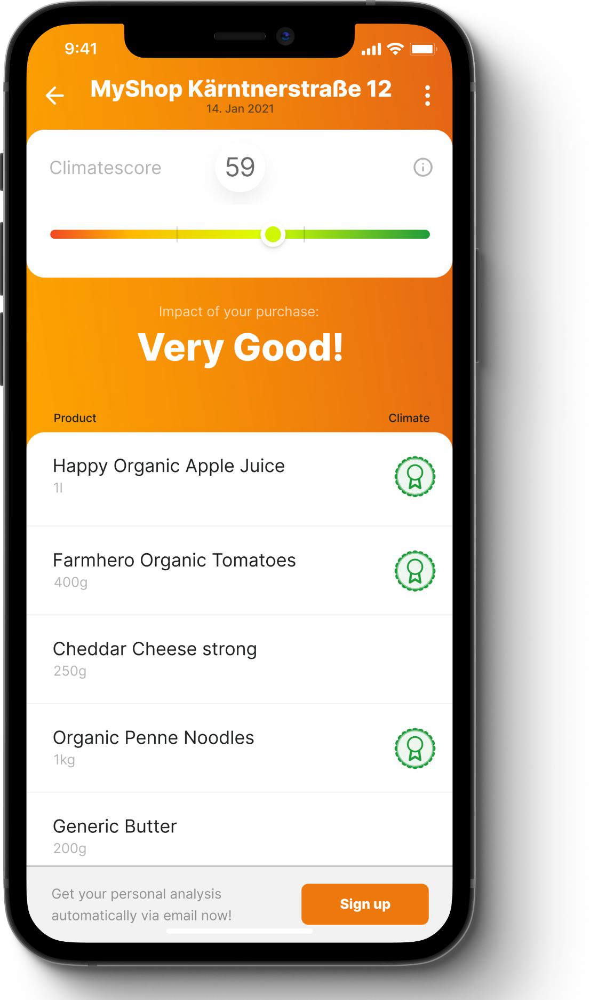 9:41
MyShop Kärntnerstraße 12
14. Jan 2021
Climatescore 59
Impact of your purchase:
Very Good!
Product Climate
Happy Organic Apple Juice
1l
Farmhero Organic Tomatoes
400g
Cheddar Cheese strong
250g
Organic Penne Noodles
1kg
Generic Butter
200g
Get your personal analysis
automatically via email now!
Sign up